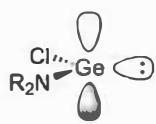 Cl Ge :
R₂N